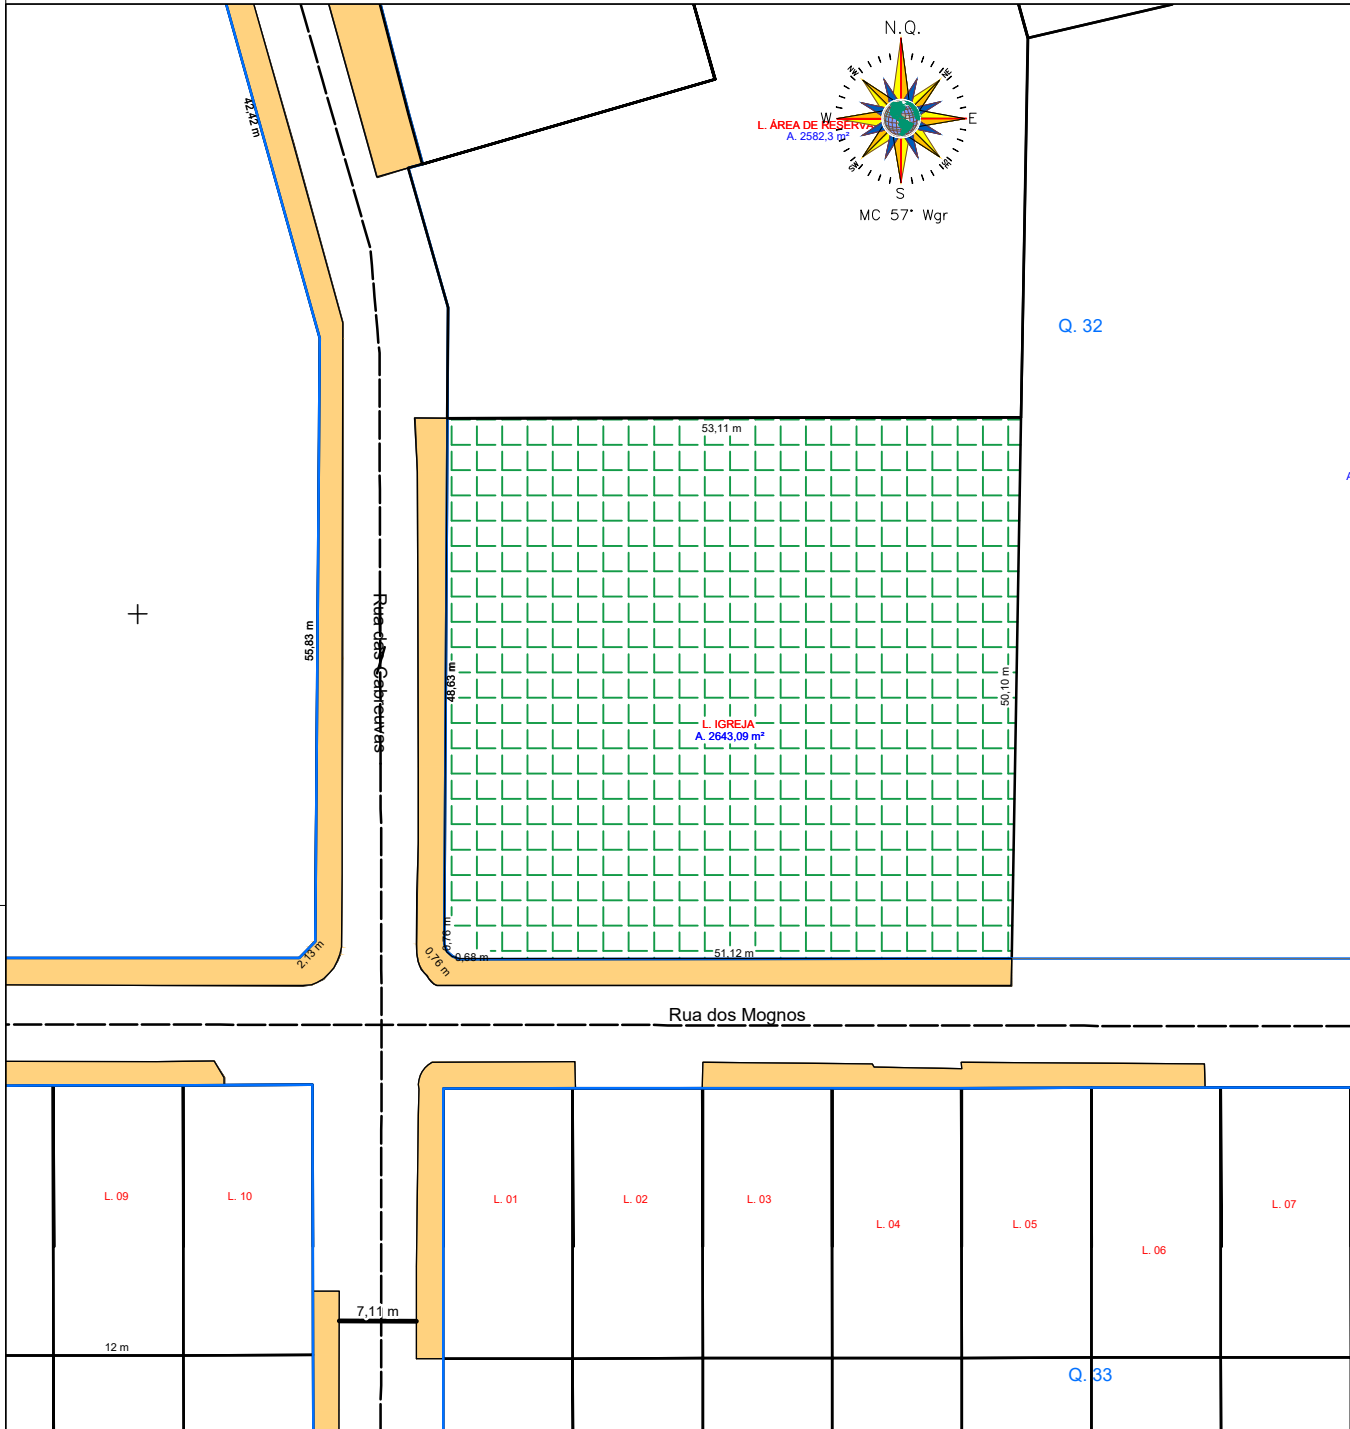 N.Q.
W
E
S
MC 57° Wgr
42,42 m
L. ÁREA DE RESERVA
A. 2582,3 m²
Q. 32
53,11 m
A
Rua das Cabreuvas
55,83 m
48,63 m
50,10 m
L. IGREJA
A. 2643,09 m²
2,13 m
0,76 m
0,76 m
0,68 m
51,12 m
Rua dos Mognos
L. 09
L. 10
L. 01
L. 02
L. 03
L. 04
L. 05
L. 06
L. 07
7,11 m
12 m
Q. 33